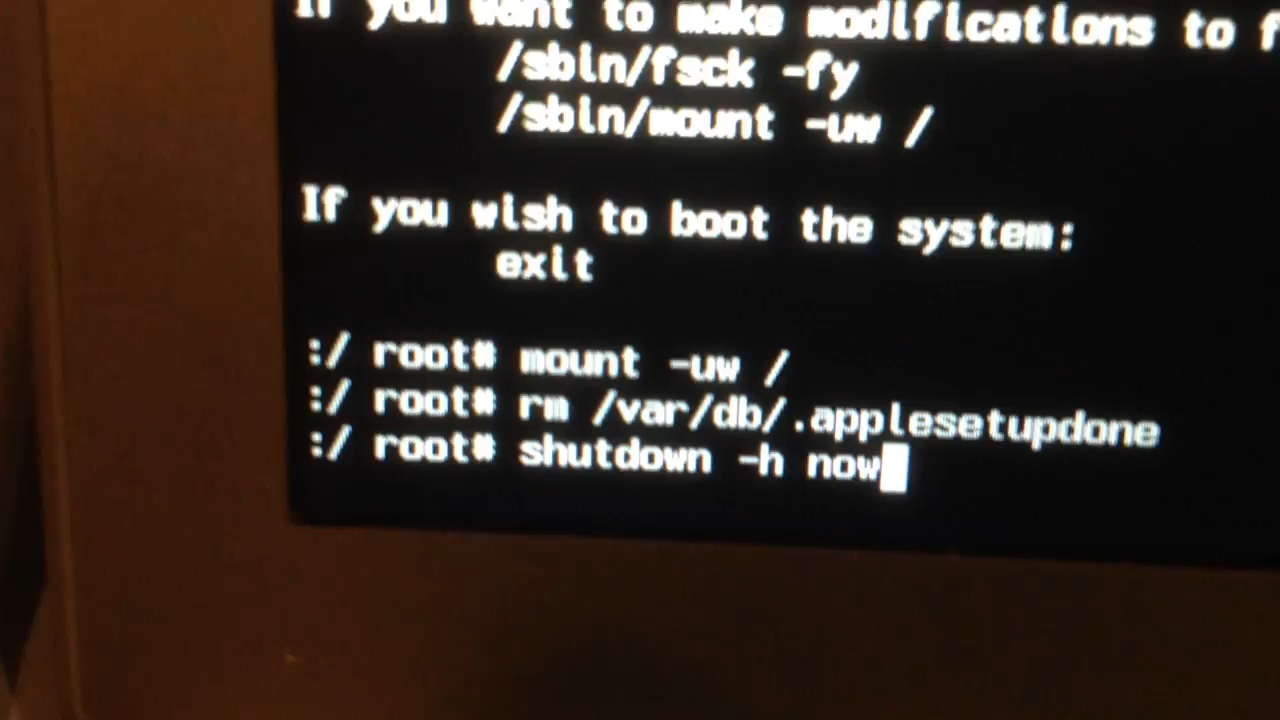 If you want to make modifications to f
/sbin/fsck -fy
/sbin/mount -uw /
If you wish to boot the system:
exit
:/ root# mount -uw /
:/ root# rm /var/db/.applesetupdone
:/ root# shutdown -h now